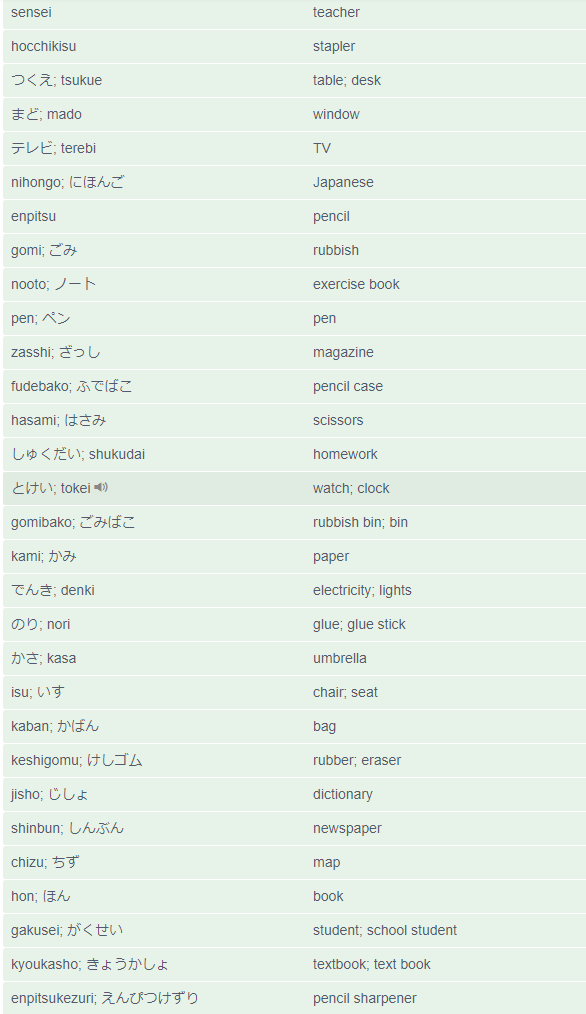 sensei teacher
hocchikisu stapler
つくえ; tsukue table; desk
まど; mado window
テレビ; terebi TV
nihongo; にほんご Japanese
enpitsu pencil
gomi; ごみ rubbish
nooto; ノート exercise book
pen; ペン pen
zasshi; ざっし magazine
fudebako; ふでばこ pencil case
hasami; はさみ scissors
しゅくだい; shukudai homework
とけい; tokei watch; clock
gomibako; ごみばこ rubbish bin; bin
kami; かみ paper
でんき; denki electricity; lights
のり; nori glue; glue stick
かさ; kasa umbrella
isu; いす chair; seat
kaban; かばん bag
keshigomu; けしゴム rubber; eraser
jisho; じしょ dictionary
shinbun; しんぶん newspaper
chizu; ちず map
hon; ほん book
gakusei; がくせい student; school student
kyoukasho; きょうかしょ textbook; text book
enpitsukezuri; えんぴつけずり pencil sharpener